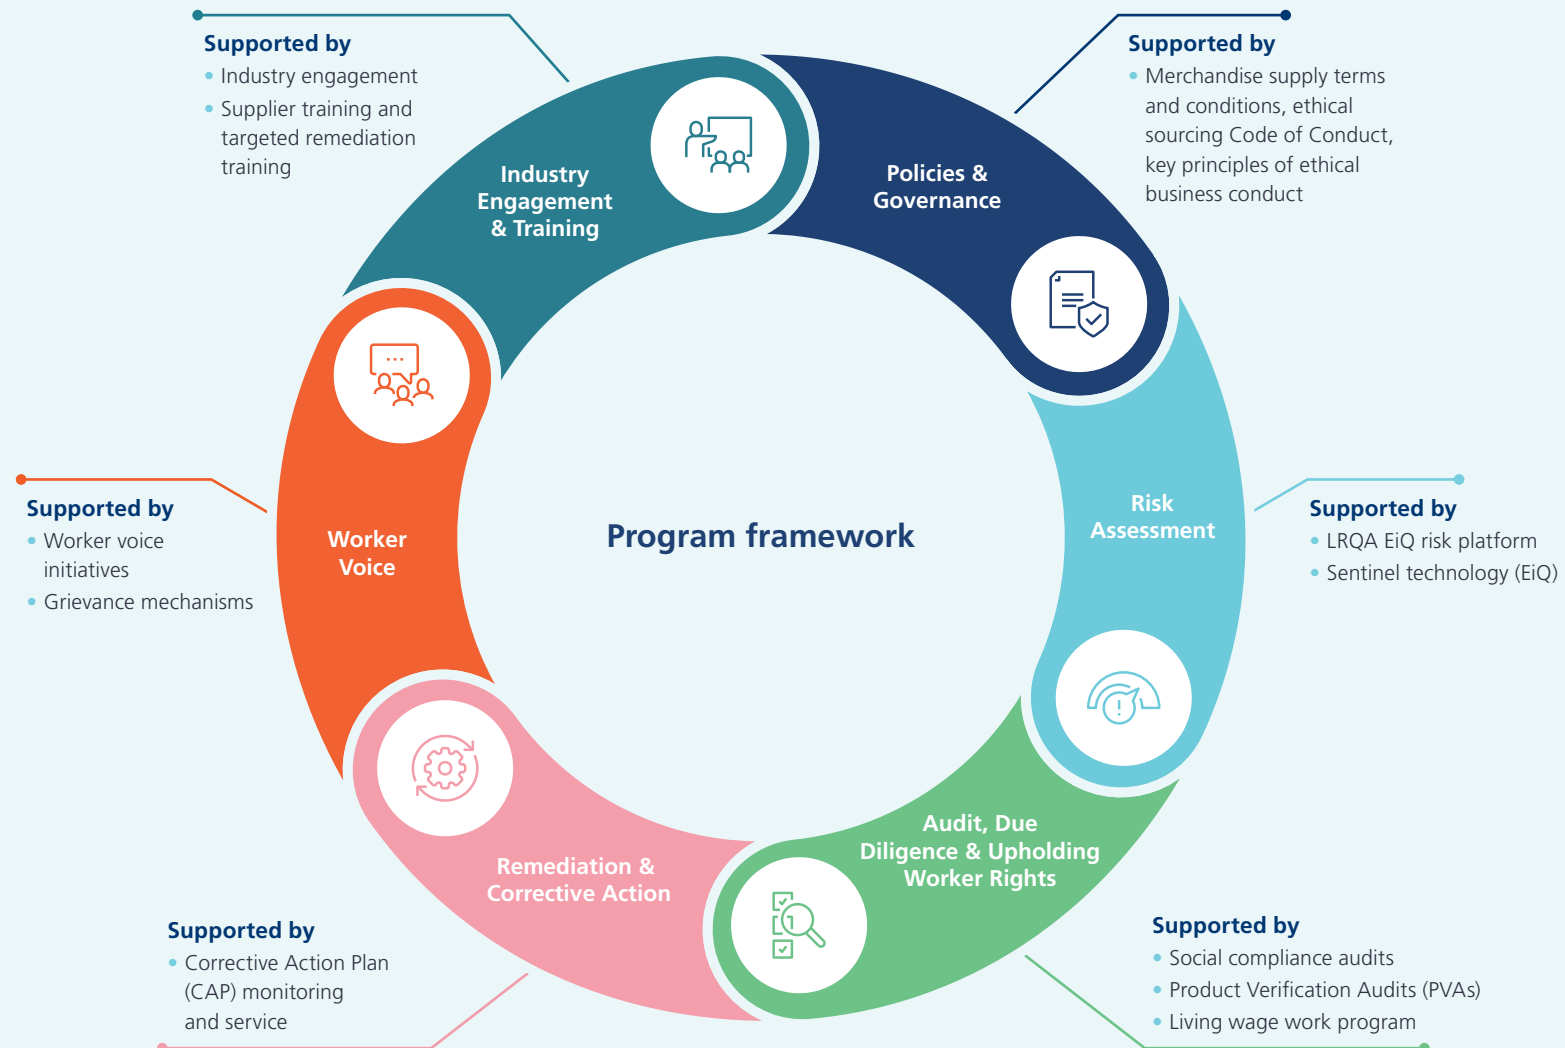 Supported by
Industry engagement
Supplier training and
targeted remediation
training
Supported by
Merchandise supply terms
and conditions, ethical
sourcing Code of Conduct,
key principles of ethical
business conduct
Industry
Engagement
& Training
Policies &
Governance
Supported by
Worker voice
initiatives
Grievance mechanisms
Worker
Voice
Program framework
Risk
Assessment
Supported by
LRQA EiQ risk platform
Sentinel technology (EiQ)
Remediation &
Corrective Action
Audit, Due
Diligence & Upholding
Worker Rights
Supported by
Corrective Action Plan
(CAP) monitoring
and service
Supported by
Social compliance audits
Product Verification Audits (PVAs)
Living wage work program